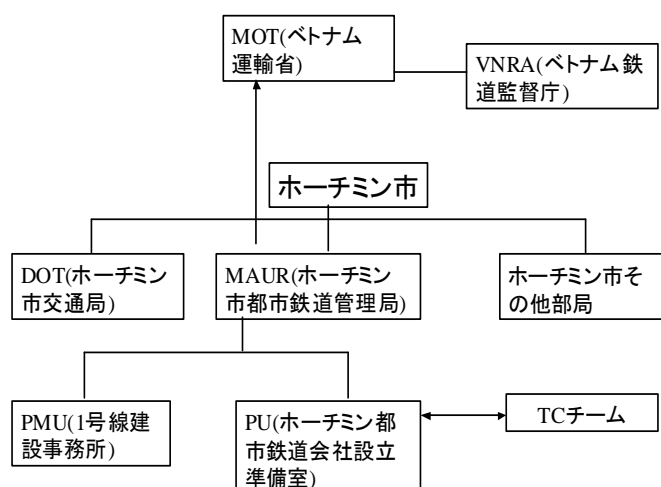 MOT(ベトナム
運輸省)
VNRA(ベトナム鉄
道監督庁)
ホーチミン市
DOT(ホーチミン
市交通局)
MAUR(ホーチミン
市都市鉄道管理局)
ホーチミン市そ
の他部局
PMU(1号線建
設事務所)
PU(ホーチミン都
市鉄道会社設立
準備室)
TCチーム